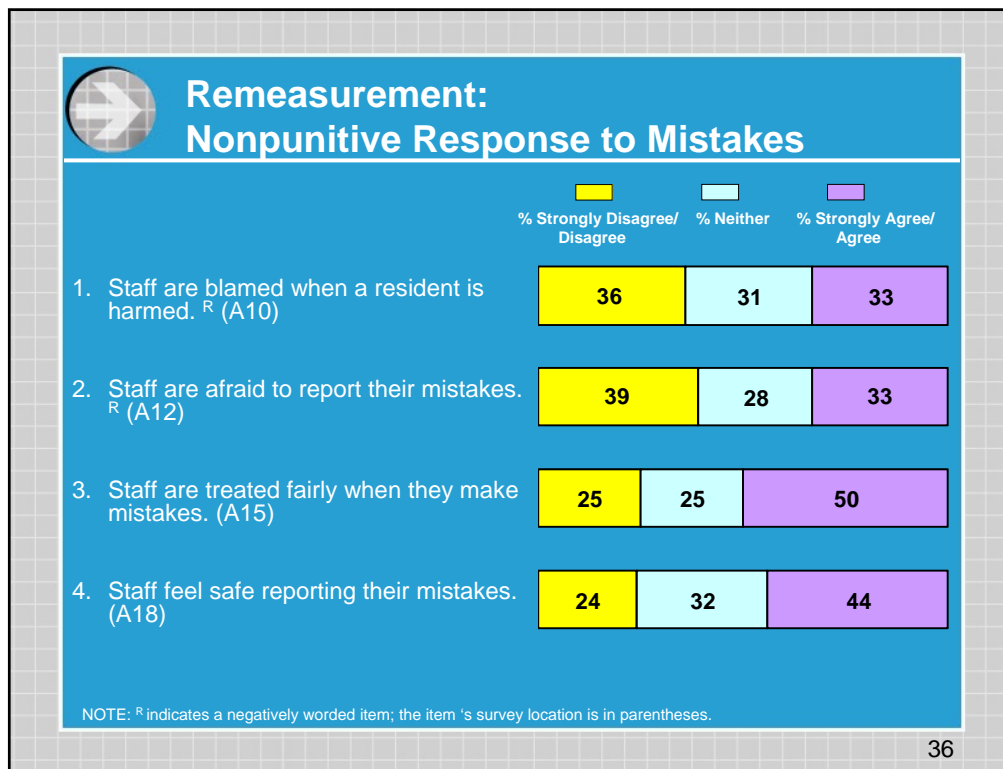 Remeasurement:
Nonpunitive Response to Mistakes
% Strongly Disagree/
Disagree
% Neither
% Strongly Agree/
Agree
1. Staff are blamed when a resident is
harmed. R (A10)
36 31 33
2. Staff are afraid to report their mistakes.
R (A12)
39 28 33
3. Staff are treated fairly when they make
mistakes. (A15)
25 25 50
4. Staff feel safe reporting their mistakes.
(A18)
24 32 44
NOTE: R indicates a negatively worded item; the item 's survey location is in parentheses.
36